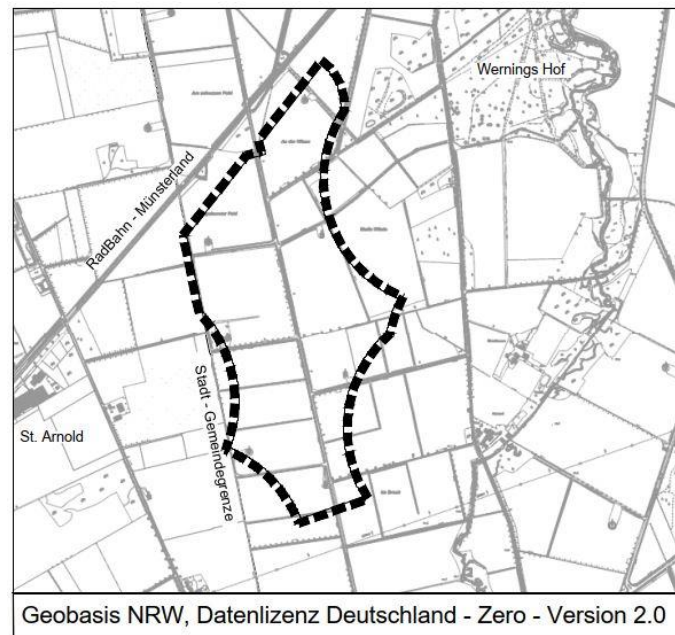 Wernings Hof
RadBahn - Münsterland
Stadt - Gemeindegrenze
St. Arnold
Geobasis NRW, Datenlizenz Deutschland - Zero - Version 2.0